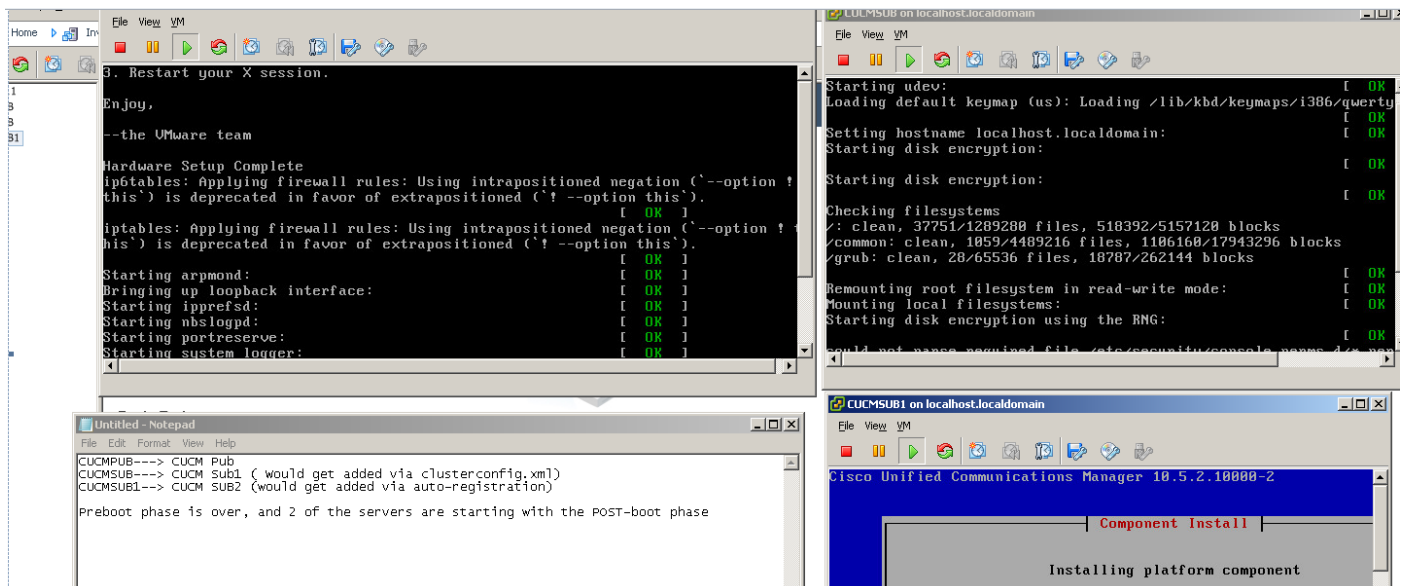 Home
Inv
1
B
B
B1
File View VM
3. Restart your X session.
Enjoy,
--the VMware team
Hardware Setup Complete
ip6tables: Applying firewall rules: Using intrapositioned negation (`--option !
this`) is deprecated in favor of extrapositioned (`! --option this`).
[ OK ]
iptables: Applying firewall rules: Using intrapositioned negation (`--option ! t
his`) is deprecated in favor of extrapositioned (`! --option this`).
[ OK ]
Starting arpmond: [ OK ]
Bringing up loopback interface: [ OK ]
Starting ipprefsd: [ OK ]
Starting nbslogpd: [ OK ]
Starting portreserve: [ OK ]
Starting system logger: [ OK ]
CUCMSUB on localhost.localdomain
File View VM
Starting udev: [ OK
Loading default keymap (us): Loading /lib/kbd/keymaps/i386/qwerty
[ OK
Setting hostname localhost.localdomain: [ OK
Starting disk encryption:
[ OK
Starting disk encryption:
[ OK
Checking filesystems
/: clean, 37751/1289280 files, 518392/5157120 blocks
/common: clean, 1059/4489216 files, 1106160/17943296 blocks
/grub: clean, 28/65536 files, 18787/262144 blocks
[ OK
Remounting root filesystem in read-write mode: [ OK
Mounting local filesystems: [ OK
Starting disk encryption using the RNG:
[ OK
could not parse required file /etc/security/console.perms.d/
Untitled - Notepad
File Edit Format View Help
CUCMPUB---> CUCM Pub
CUCMSUB---> CUCM Sub1 ( would get added via clusterconfig.xml)
CUCMSUB1--> CUCM SUB2 (would get added via auto-registration)
Preboot phase is over, and 2 of the servers are starting with the POST-boot phase
CUCMSUB1 on localhost.localdomain
File View VM
Cisco Unified Communications Manager 10.5.2.10000-2
Component Install
Installing platform component